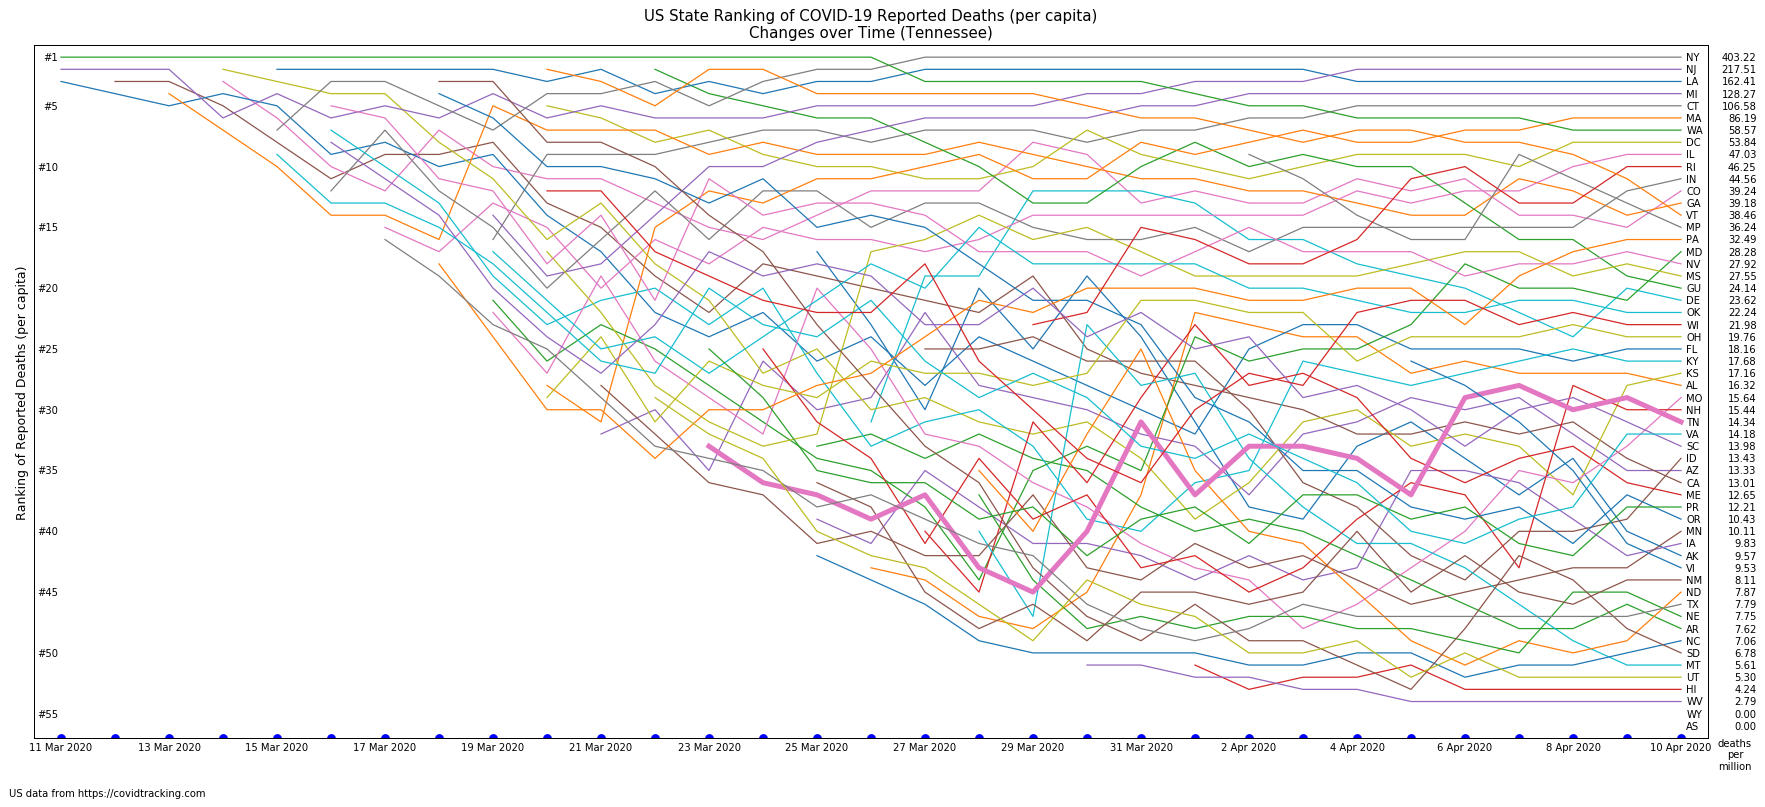 US State Ranking of COVID-19 Reported Deaths (per capita)
Changes over Time (Tennessee)
Ranking of Reported Deaths (per capita)
#1
#5
#10
#15
#20
#25
#30
#35
#40
#45
#50
#55
NY 403.22
NJ 217.51
LA 162.41
MI 128.27
CT 106.58
MA 86.19
WA 58.57
DC 53.84
IL 47.03
RI 46.25
IN 44.56
CO 39.24
GA 39.18
VT 38.46
MP 36.24
PA 32.49
MD 28.28
NV 27.92
MS 27.55
GU 24.14
DE 23.62
OK 22.24
WI 21.98
OH 19.76
FL 18.16
KY 17.68
KS 17.16
AL 16.32
MO 15.64
NH 15.44
TN 14.34
VA 14.18
SC 13.98
ID 13.43
AZ 13.33
CA 13.01
ME 12.65
PR 12.21
OR 10.43
MN 10.11
IA 9.83
AK 9.57
VI 9.53
NM 8.11
ND 7.87
TX 7.79
NE 7.75
AR 7.62
NC 7.06
SD 6.78
MT 5.61
UT 5.30
HI 4.24
WV 2.79
WY 0.00
AS 0.00
11 Mar 2020 13 Mar 2020 15 Mar 2020 17 Mar 2020 19 Mar 2020 21 Mar 2020 23 Mar 2020 25 Mar 2020 27 Mar 2020 29 Mar 2020 31 Mar 2020 2 Apr 2020 4 Apr 2020 6 Apr 2020 8 Apr 2020 10 Apr 2020
deaths
per
million
US data from https://covidtracking.com